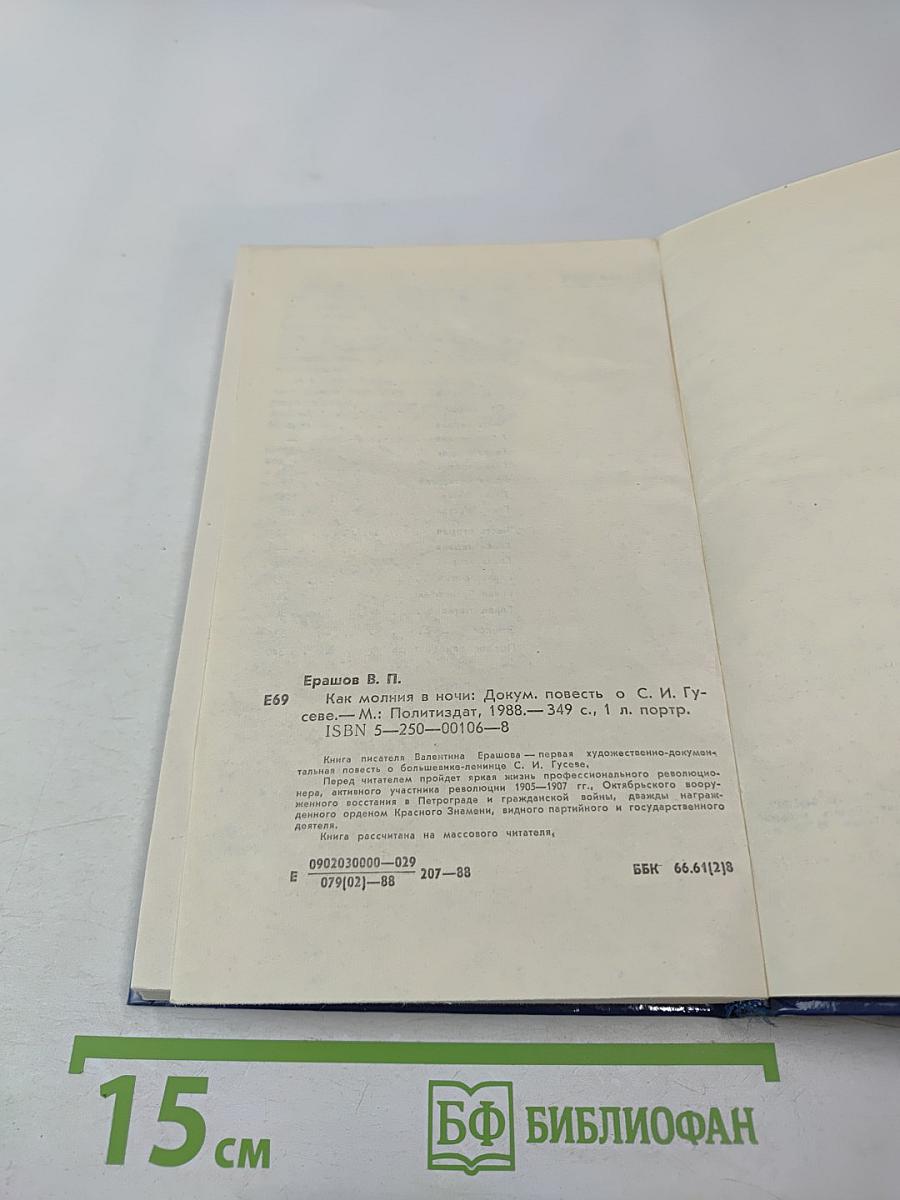 Ерашов В. П.
Е69 Как молния в ночи: Докум. повесть о С. И. Гу-
севе.— М.: Политиздат, 1988.— 349 с., 1 л. портр.
ISBN 5—250—00106—8
Книга писателя Валентина Ерашова — первая художественно-докумен-
тальная повесть о большевике-ленинце С. И. Гусеве.
Перед читателем пройдет яркая жизнь профессионального революцио-
нера, активного участника революции 1905—1907 гг., Октябрьского воору-
женного восстания в Петрограде и гражданской войны, дважды награж-
денного орденом Красного Знамени, видного партийного и государственного
деятеля.
Книга рассчитана на массового читателя.
Е 0902030000—029 207—88 ББК 66.61(2)8
079(02)—88
15 см БФ БИБЛИОФАН